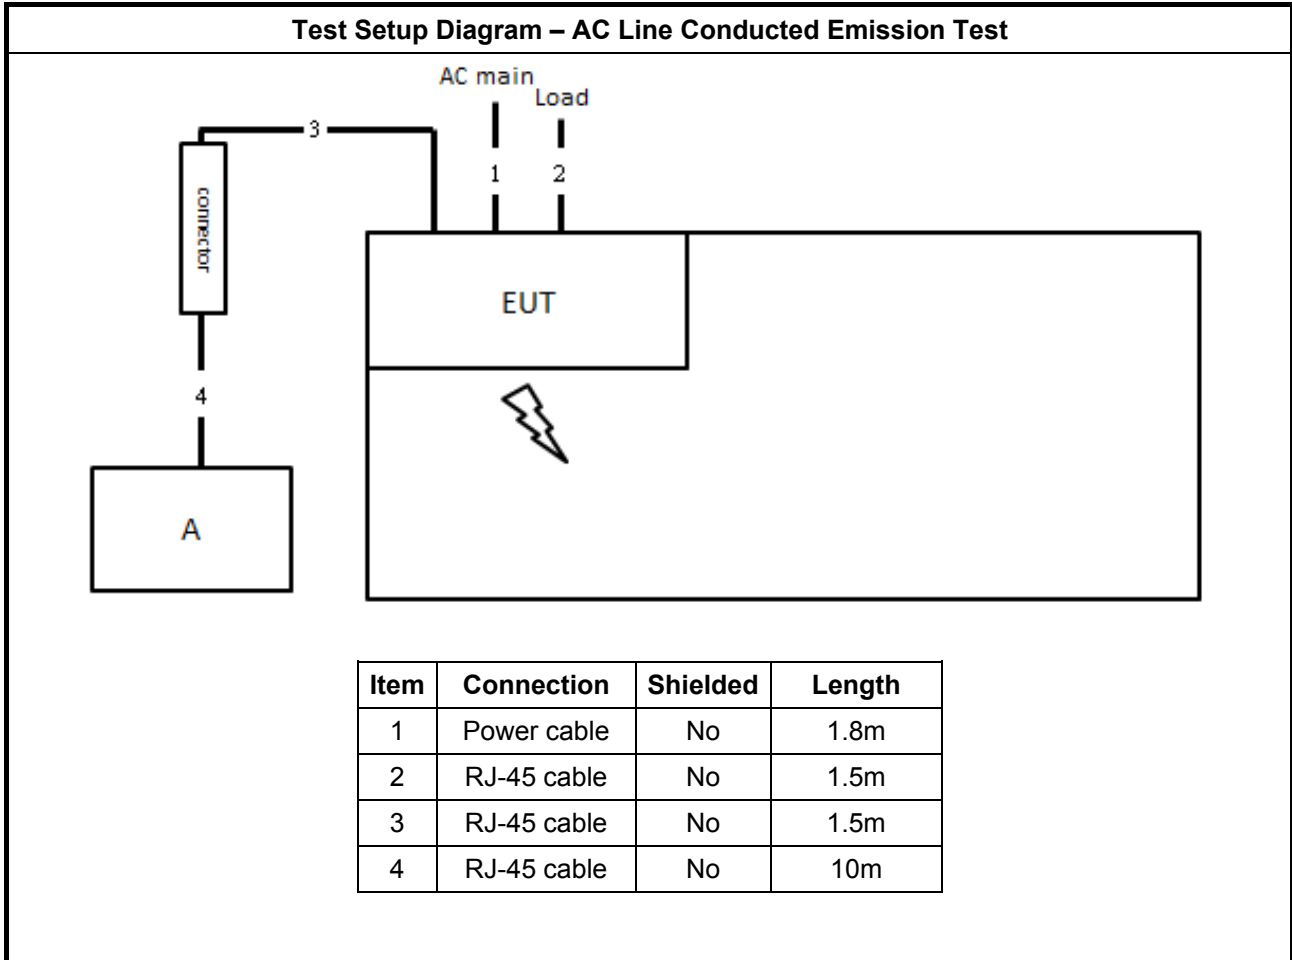 Test Setup Diagram – AC Line Conducted Emission Test
AC main
Load
3
1
2
connector
EUT
4
A
Item Connection Shielded Length
1 Power cable No 1.8m
2 RJ-45 cable No 1.5m
3 RJ-45 cable No 1.5m
4 RJ-45 cable No 10m